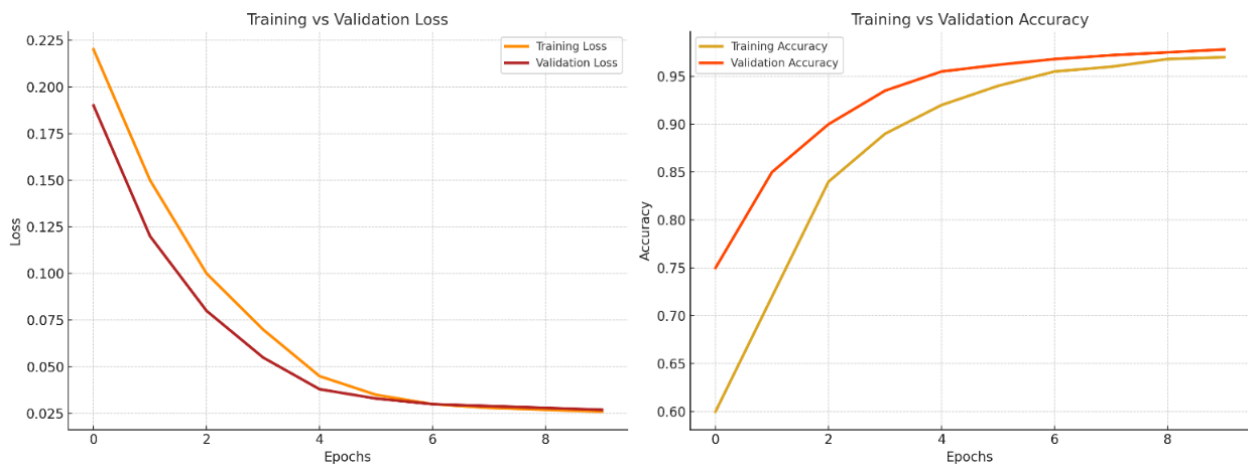 Training vs Validation Loss
0.225
0.200
0.175
0.150
0.125
0.100
0.075
0.050
0.025
Loss
Training Loss
Validation Loss
0 2 4 6 8
Epochs
Training vs Validation Accuracy
0.95
0.90
0.85
0.80
0.75
0.70
0.65
0.60
Accuracy
Training Accuracy
Validation Accuracy
0 2 4 6 8
Epochs